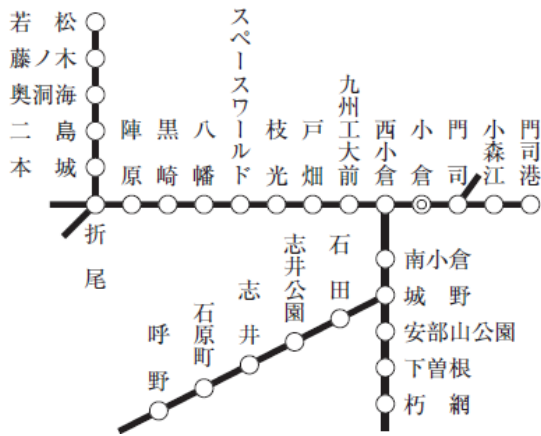 若松
藤ノ木
奥洞海
二島
本城
折尾
陣原
黒崎
八幡
スペースワールド
枝光
戸畑
九州工大前
西小倉
小倉
門司
小森江
門司港
南小倉
城野
安部山公園
下曽根
朽網
石田
志井公園
志井
石原町
呼野